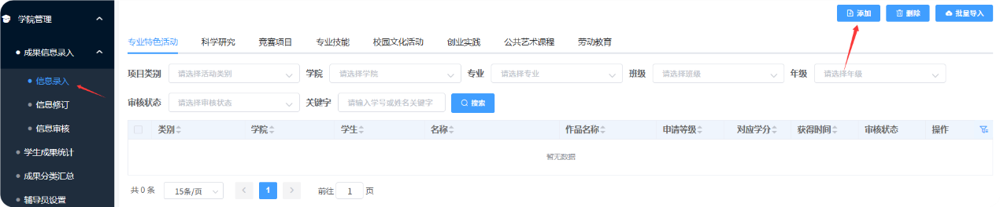 学院管理
成果信息录入
信息录入
信息修订
信息审核
学生成果统计
成果分类汇总
辅导员设置
添加 删除 批量导入
专业特色活动 科学研究 竞赛项目 专业技能 校园文化活动 创业实践 公共艺术课程 劳动教育
项目类别 请选择活动类别 学院 请选择学院 专业 请选择专业 班级 请选择班级 年级 请选择年级
审核状态 请选择审核状态 关键字 请输入学号或姓名关键字 搜索
类别 学院 学生 名称 作品名称 申请等级 对应学分 获得时间 审核状态 操作
暂无数据
共 0 条 15条/页 1 前往 1 页